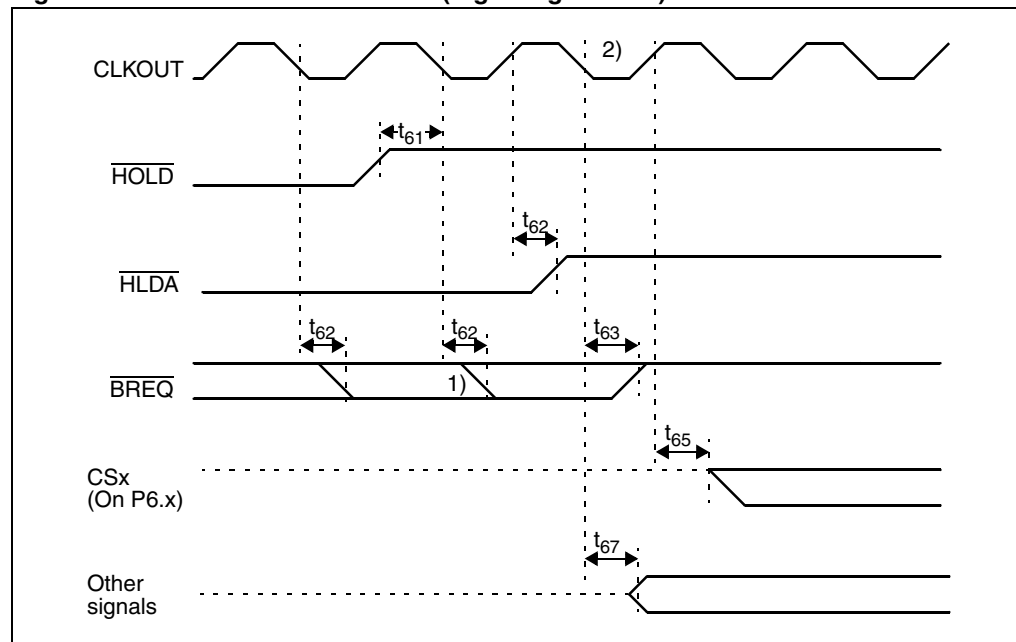 2)
CLKOUT
t61
HOLD
t62
HLDA
t62
t62
t63
BREQ
1)
t65
CSx
(On P6.x)
t67
Other
signals